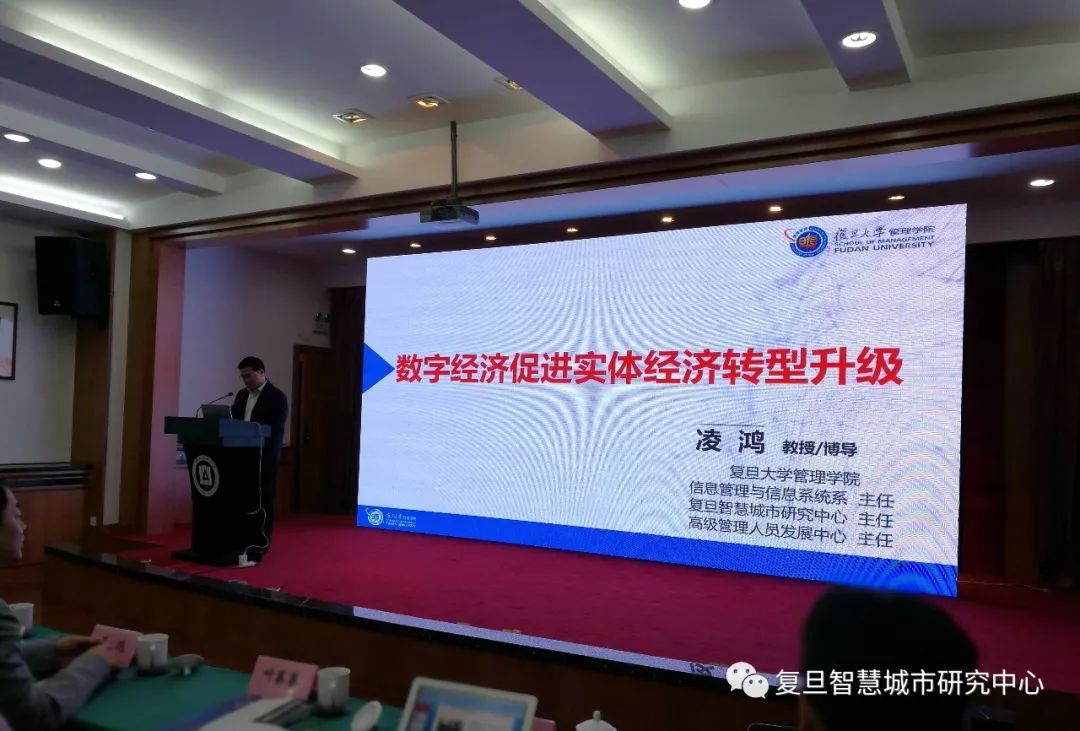 復旦大學 管理学院
SCHOOL OF MANAGEMENT
FUDAN UNIVERSITY
数字经济促进实体经济转型升级
凌 鸿 教授/博导
复旦大学管理学院
信息管理与信息系统系 主任
复旦智慧城市研究中心 主任
高级管理人员发展中心 主任
复旦智慧城市研究中心